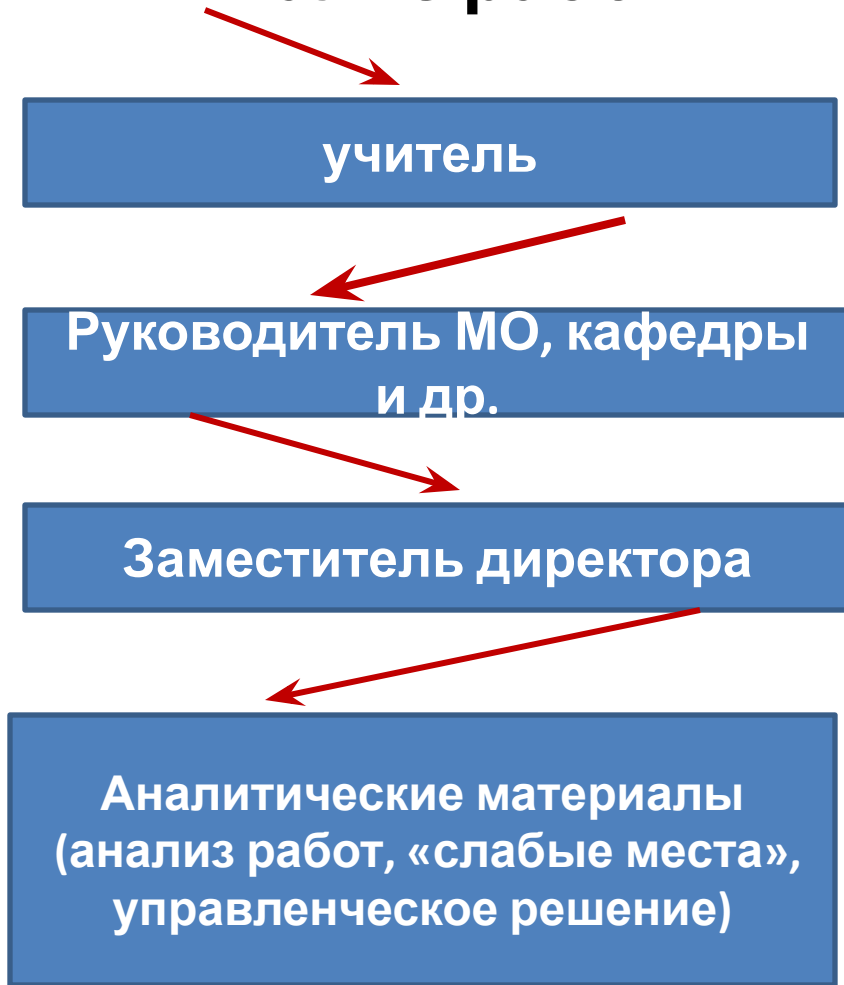 учитель
Руководитель МО, кафедры
и др.
Заместитель директора
Аналитические материалы
(анализ работ, «слабые места»,
управленческое решение)